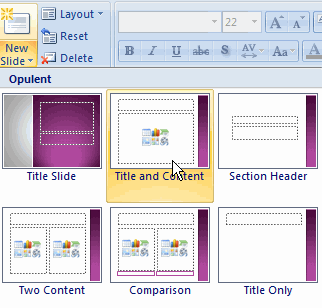 Layout
22
A A
Reset
New
Slide
Delete
B I U abc S AV Aa A
Opulent
Title Slide
Title and Content
Section Header
Two Content
Comparison
Title Only